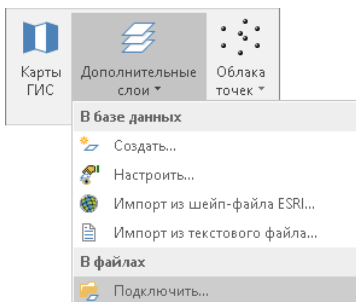 Карты
ГИС
Дополнительные
слои
Облака
точек
В базе данных
Создать...
Настроить...
Импорт из шейп-файла ESRI...
Импорт из текстового файла...
В файлах
Подключить...